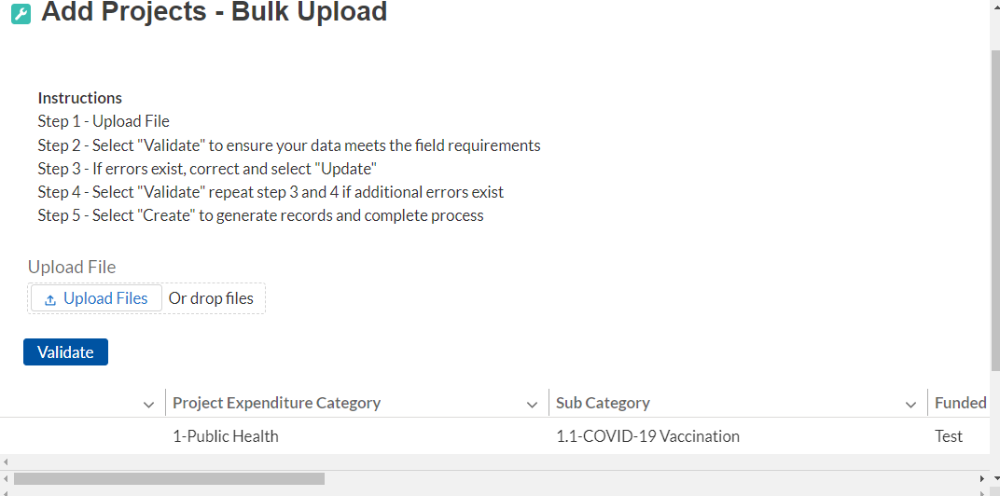 Add Projects - Bulk Upload
Instructions
Step 1 - Upload File
Step 2 - Select "Validate" to ensure your data meets the field requirements
Step 3 - If errors exist, correct and select "Update"
Step 4 - Select "Validate" repeat step 3 and 4 if additional errors exist
Step 5 - Select "Create" to generate records and complete process
Upload File
Upload Files Or drop files
Validate
Project Expenditure Category Sub Category Funded
1-Public Health 1.1-COVID-19 Vaccination Test